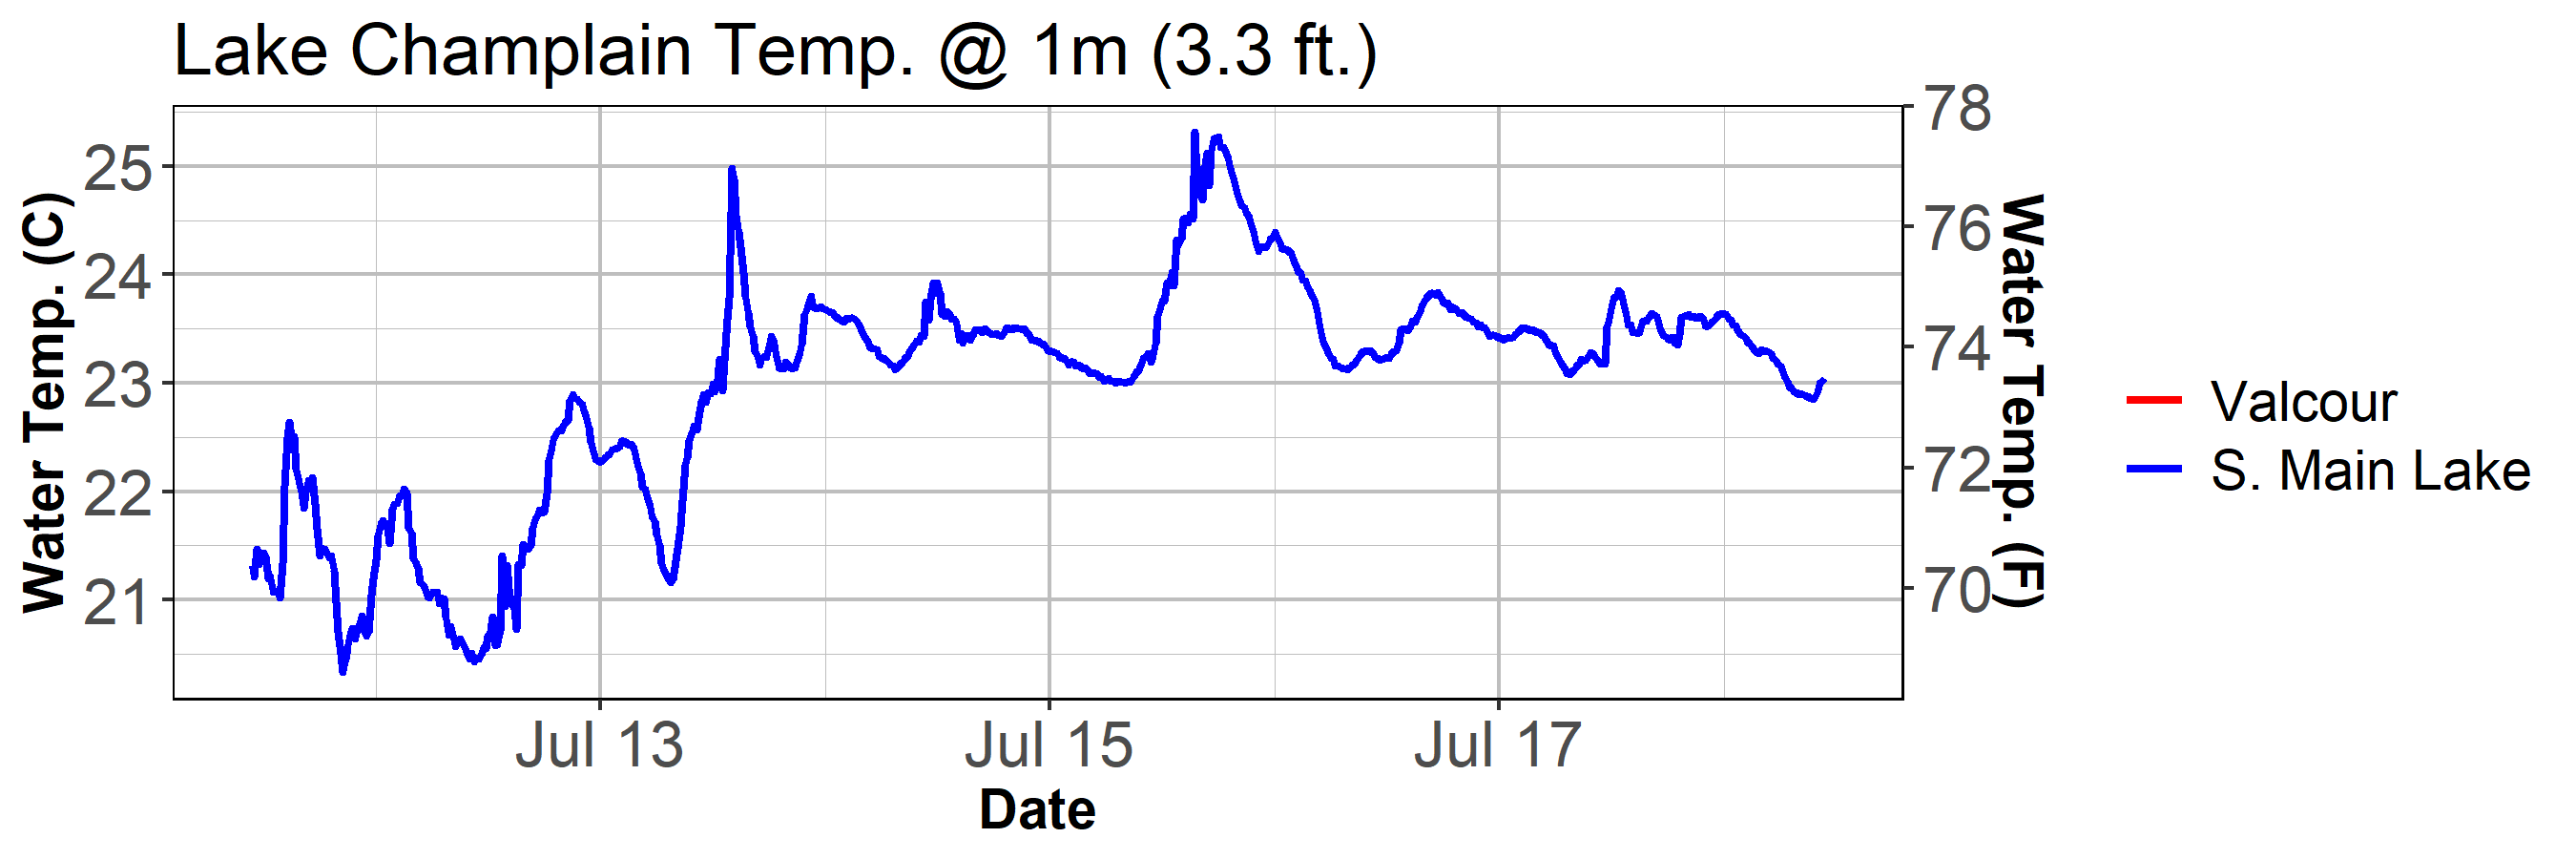 Lake Champlain Temp. @ 1m (3.3 ft.)
Water Temp. (C)
25
24
23
22
21
78
76
74
72
70
Water Temp. (F)
Jul 13
Jul 15
Jul 17
Date
Valcour
S. Main Lake